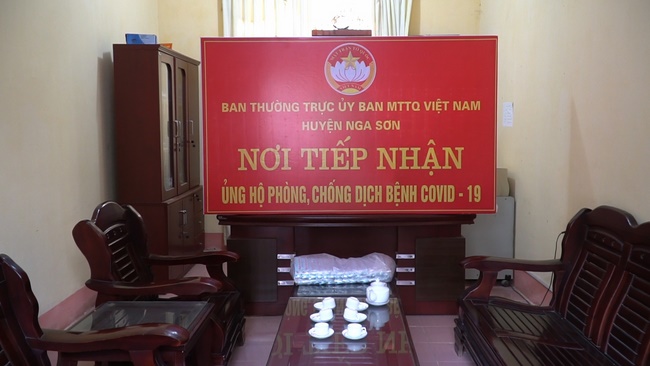 BAN THƯỜNG TRỰC ỦY BAN MTTQ VIỆT NAM
HUYỆN NGA SƠN
NƠI TIẾP NHẬN
ỦNG HỘ PHÒNG, CHỐNG DỊCH BỆNH COVID - 19